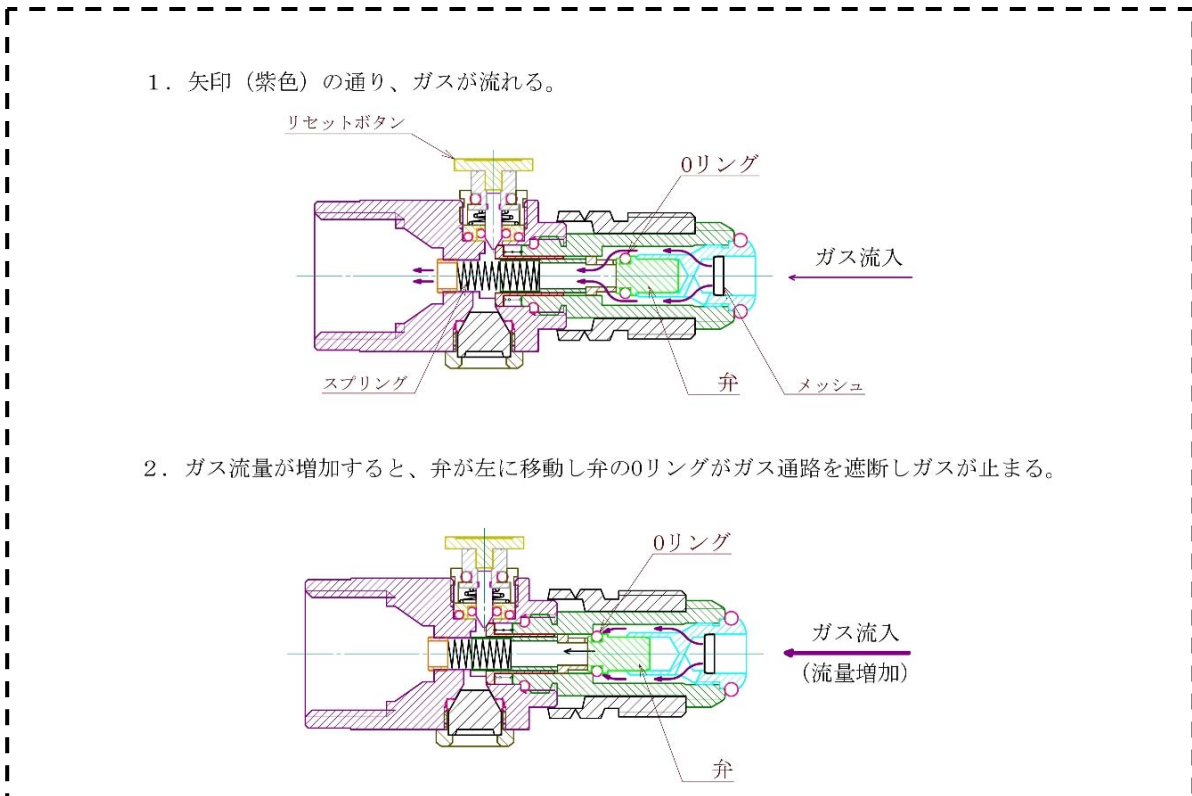 １．矢印（紫色）の通り、ガスが流れる。
リセットボタン
Oリング
ガス流入
スプリング
弁
メッシュ
２．ガス流量が増加すると、弁が左に移動し弁のOリングがガス通路を遮断しガスが止まる。
Oリング
ガス流入
(流量増加)
弁